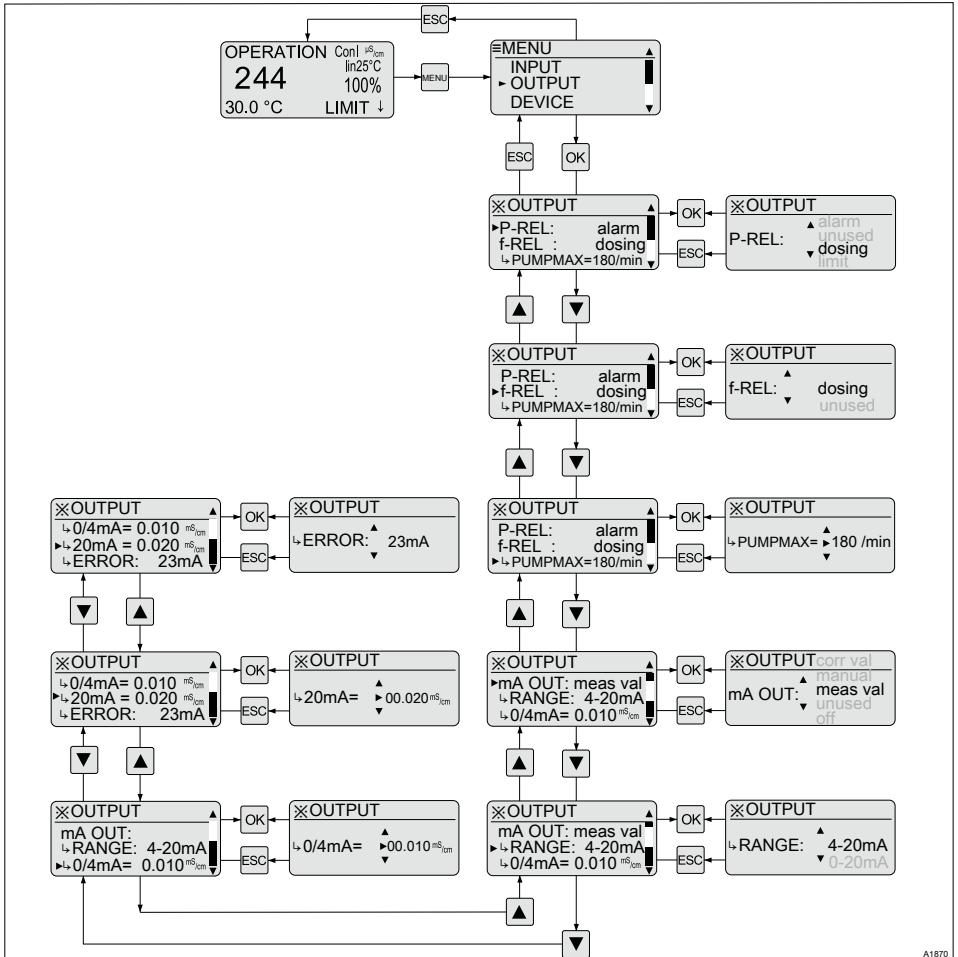 ESC
OPERATION ConI µS/cm
lin25°C
244 100%
30.0 °C LIMIT ↓
MENU
≡MENU ▲
INPUT
► OUTPUT
DEVICE ▼
ESC OK
※OUTPUT ▲
►P-REL: alarm
f-REL : dosing
↳PUMPMAX=180/min ▼
OK
ESC
※OUTPUT
▲ alarm
unused
P-REL: dosing
▼ limit
▲ ▼
※OUTPUT ▲
P-REL: alarm
►f-REL : dosing
↳PUMPMAX=180/min ▼
OK
ESC
※OUTPUT
▲
f-REL: dosing
▼ unused
▲ ▼
※OUTPUT ▲
↳0/4mA= 0.010 mS/cm
►↳20mA = 0.020 mS/cm
↳ERROR: 23mA ▼
OK
ESC
※OUTPUT
▲
↳ERROR: 23mA
▼
※OUTPUT ▲
P-REL: alarm
f-REL : dosing
►↳PUMPMAX=180/min ▼
OK
ESC
※OUTPUT
▲
↳PUMPMAX= ►180 /min
▼
▼ ▲
▲ ▼
※OUTPUT ▲
↳0/4mA= 0.010 mS/cm
►↳20mA = 0.020 mS/cm
↳ERROR: 23mA ▼
OK
ESC
※OUTPUT
▲
↳20mA= ►00.020 mS/cm
▼
※OUTPUT ▲
►mA OUT: meas val
↳RANGE: 4-20mA
↳0/4mA= 0.010 mS/cm ▼
OK
ESC
※OUTPUT corr val
▲ manual
mA OUT: meas val
▼ unused
off
▼ ▲
▲ ▼
※OUTPUT ▲
mA OUT:
↳RANGE: 4-20mA
►↳0/4mA= 0.010 mS/cm ▼
OK
ESC
※OUTPUT
▲
↳0/4mA= ►00.010 mS/cm
▼
※OUTPUT ▲
mA OUT: meas val
►↳RANGE: 4-20mA
↳0/4mA= 0.010 mS/cm ▼
OK
ESC
※OUTPUT
▲
↳RANGE: 4-20mA
▼ 0-20mA
▲
▼
A1870